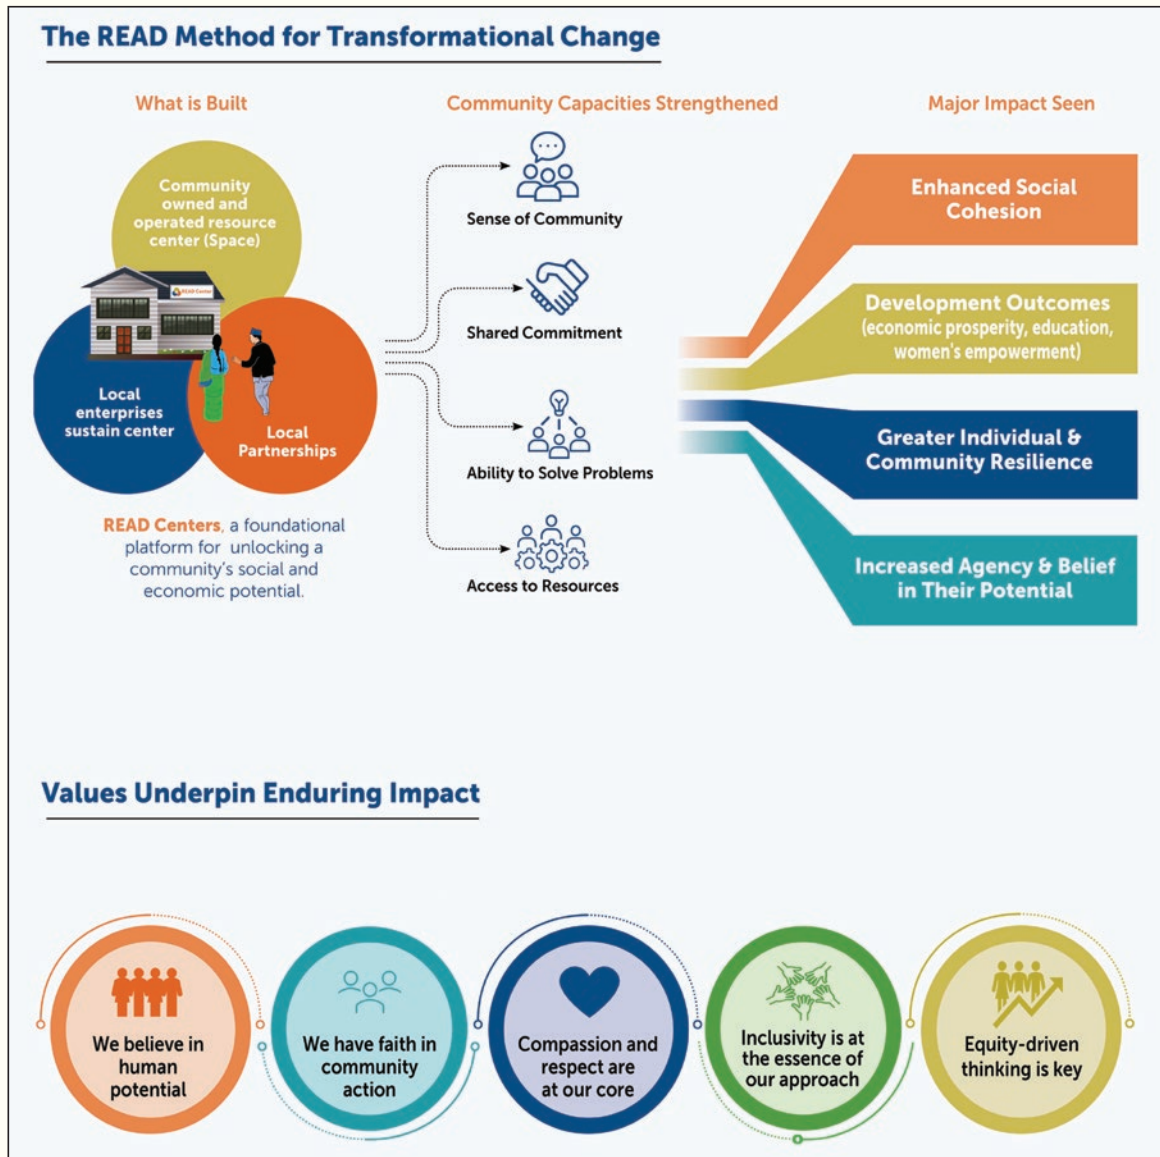 The READ Method for Transformational Change
What is Built
Community
owned and
operated resource
center (Space)
READ Center
Local
enterprises
sustain center
Local
Partnerships
READ Centers, a foundational
platform for unlocking a
community's social and
economic potential.
Community Capacities Strengthened
Sense of Community
Shared Commitment
Ability to Solve Problems
Access to Resources
Major Impact Seen
Enhanced Social
Cohesion
Development Outcomes
(economic prosperity, education,
women's empowerment)
Greater Individual &
Community Resilience
Increased Agency & Belief
in Their Potential
Values Underpin Enduring Impact
We believe in
human
potential
We have faith in
community
action
Compassion and
respect are
at our core
Inclusivity is at
the essence of
our approach
Equity-driven
thinking is key